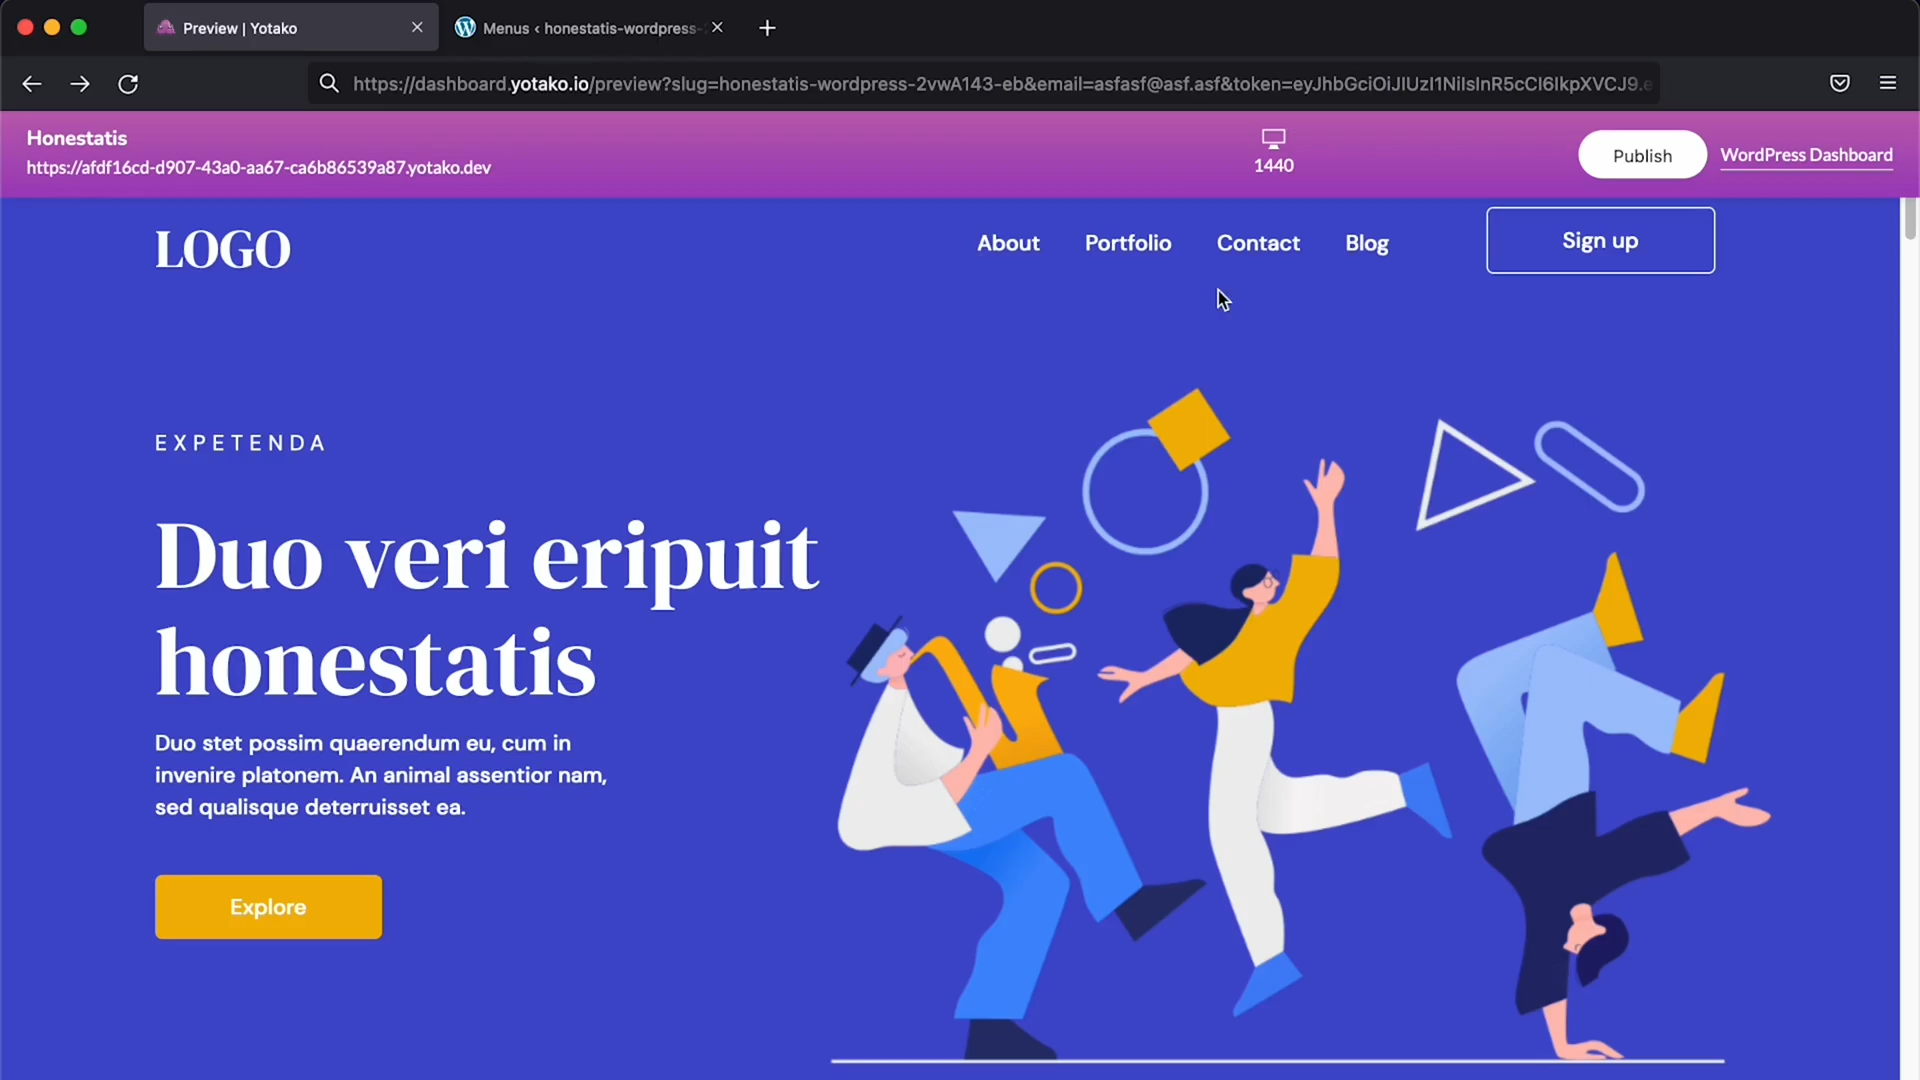 Preview | Yotako
Menus ‹ honestatis-wordpress-
https://dashboard.yotako.io/preview?slug=honestatis-wordpress-2vwA143-eb&email=asfasf@asf.asf&token=eyJhbGciOiJIUzI1NiIsInR5cCI6IkpXVCJ9.e
Honestatis
https://afdf16cd-d907-43a0-aa67-ca6b86539a87.yotako.dev
1440
Publish
WordPress Dashboard
LOGO
About
Portfolio
Contact
Blog
Sign up
EXPETENDA
Duo veri eripuit
honestatis
Duo stet possim quaerendum eu, cum in
invenire platonem. An animal assentior nam,
sed qualisque deterruisset ea.
Explore